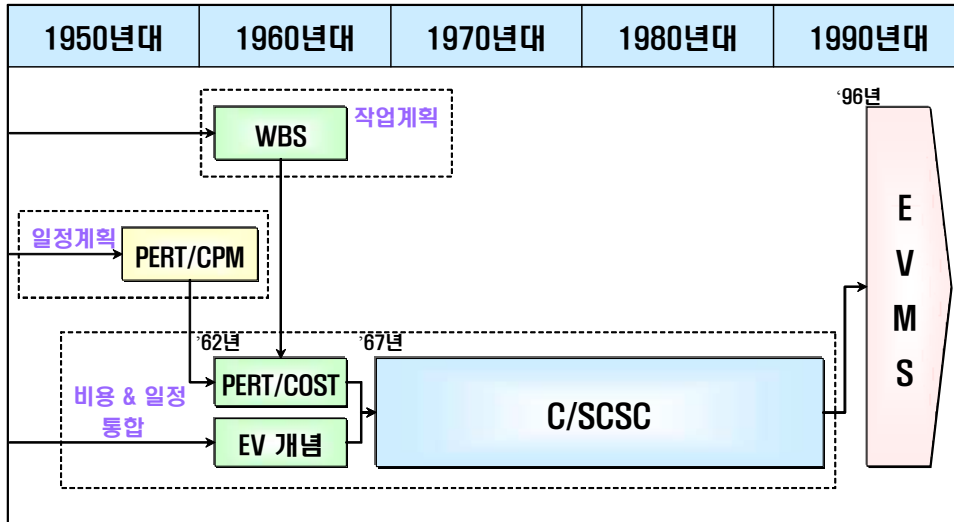 1950년대
1960년대
1970년대
1980년대
1990년대
‘96년
작업계획
WBS
일정계획
PERT/CPM
E
V
M
S
‘62년
‘67년
PERT/COST
비용 & 일정
통합
C/SCSC
EV 개념